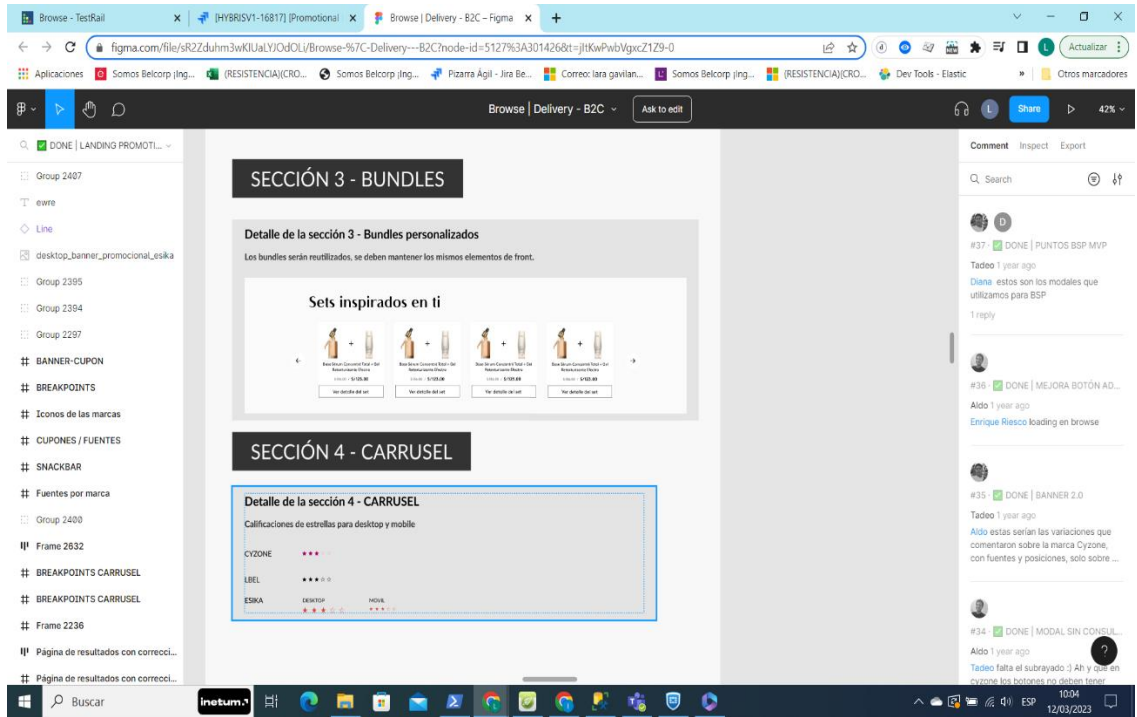 Browse - TestRail
[HYBRISV1-16817] [Promotional
Browse | Delivery - B2C – Figma
figma.com/file/sR2Zduhm3wKIUaLYJOdOLi/Browse-%7C-Delivery---B2C?node-id=5127%3A301426&t=jItKwPwbVgxcZ1Z9-0
Actualizar
Aplicaciones
Somos Belcorp ¡Ing...
(RESISTENCIA)(CRO...
Somos Belcorp ¡Ing...
Pizarra Ágil - Jira Be...
Correo: lara gavilan...
Somos Belcorp ¡Ing...
(RESISTENCIA)(CRO...
Dev Tools - Elastic
»
Otros marcadores
Browse | Delivery - B2C
Ask to edit
L
Share
42%
DONE | LANDING PROMOTI...
Group 2407
ewre
Line
desktop_banner_promocional_esika
Group 2395
Group 2394
Group 2297
BANNER-CUPON
BREAKPOINTS
Iconos de las marcas
CUPONES / FUENTES
SNACKBAR
Fuentes por marca
Group 2400
Frame 2632
BREAKPOINTS CARRUSEL
BREAKPOINTS CARRUSEL
Frame 2236
Página de resultados con correcci...
Página de resultados con correcci...
SECCIÓN 3 - BUNDLES
Detalle de la sección 3 - Bundles personalizados
Los bundles serán reutilizados, se deben mantener los mismos elementos de front.
Sets inspirados en ti
+ + + +
Ver detalle del set
Ver detalle del set
Ver detalle del set
Ver detalle del set
SECCIÓN 4 - CARRUSEL
Detalle de la sección 4 - CARRUSEL
Calificaciones de estrellas para desktop y mobile
CYZONE
LBEL
ESIKA
DESKTOP
MOVIL
Comment
Inspect
Export
Search
D
#37 · DONE | PUNTOS BSP MVP
Tadeo 1 year ago
Diana estos son los modales que
utilizamos para BSP
1 reply
#36 · DONE | MEJORA BOTÓN AD...
Aldo 1 year ago
Enrique Riesco loading en browse
#35 · DONE | BANNER 2.0
Tadeo 1 year ago
Aldo estas serían las variaciones que
comentaron sobre la marca Cyzone,
con fuentes y posiciones, solo sobre ...
#34 · DONE | MODAL SIN CONSUL...
Aldo 1 year ago
Tadeo falta el subrayado :) Ah y que en
cyzone los botones no deben tener
?
Buscar
inetum.
ESP
10:04
12/03/2023